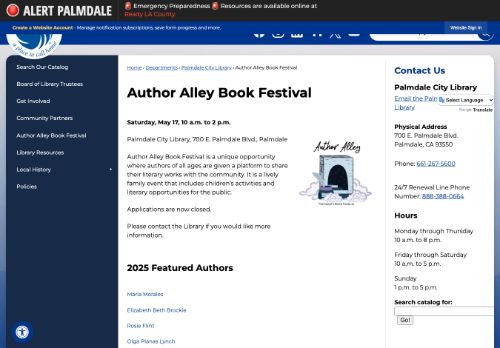 ALERT PALMDALE
🚨 Emergency Preparedness 🚨 Resources are available online at
Ready LA County.
Create a Website Account - Manage notification subscriptions, save form progress and more.
Website Sign In
a place to call home
Search Our Catalog
Board of Library Trustees
Get Involved
Community Partners
Author Alley Book Festival
Library Resources
Local History
Policies
Home › Departments › Palmdale City Library › Author Alley Book Festival
Author Alley Book Festival
Saturday, May 17, 10 a.m. to 2 p.m.
Palmdale City Library, 700 E. Palmdale Blvd., Palmdale
Author Alley Book Festival is a unique opportunity
where authors of all ages are given a platform to share
their literary works with the community. It is a lively
family event that includes children's activities and
literary opportunities for the public.
Applications are now closed.
Please contact the Library if you would like more
information.
Author Alley
2025 Featured Authors
Maria Morales
Elizabeth Beth Brockle
Rosie Flint
Olga Planas Lynch
Contact Us
Palmdale City Library
Email the Palm
Library
Select Language
Translate
Physical Address
700 E. Palmdale Blvd.
Palmdale, CA 93550
Phone: 661-267-5600
24/7 Renewal Line Phone
Number: 888-388-0664
Hours
Monday through Thursday
10 a.m. to 8 p.m.
Friday through Saturday
10 a.m. to 5 p.m.
Sunday
1 p.m. to 5 p.m.
Search catalog for:
Go!